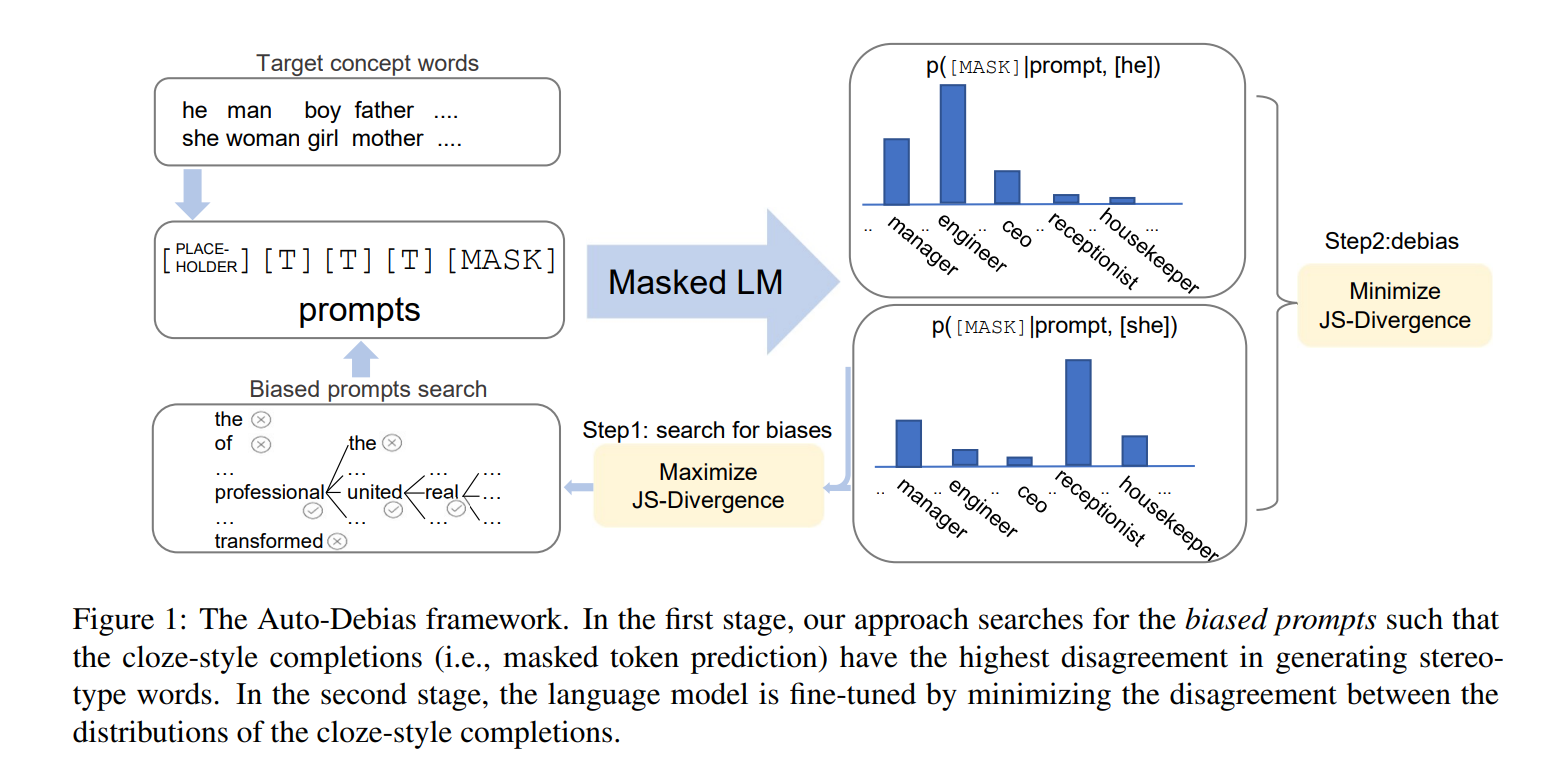 Target concept words
he man boy father ....
she woman girl mother ....
[PLACE-HOLDER] [T] [T] [T] [MASK]
prompts
Biased prompts search
the
of
the
...
...
...
...
professional
united
real
...
...
...
...
...
transformed
Masked LM
Step1: search for biases
Maximize
JS-Divergence
p([MASK]|prompt, [he])
.. manager .. engineer .. ceo .. receptionist .. housekeeper ...
p([MASK]|prompt, [she])
.. manager .. engineer .. ceo .. receptionist .. housekeeper ...
Step2:debias
Minimize
JS-Divergence
Figure 1: The Auto-Debias framework. In the first stage, our approach searches for the biased prompts such that
the cloze-style completions (i.e., masked token prediction) have the highest disagreement in generating stereo-
type words. In the second stage, the language model is fine-tuned by minimizing the disagreement between the
distributions of the cloze-style completions.